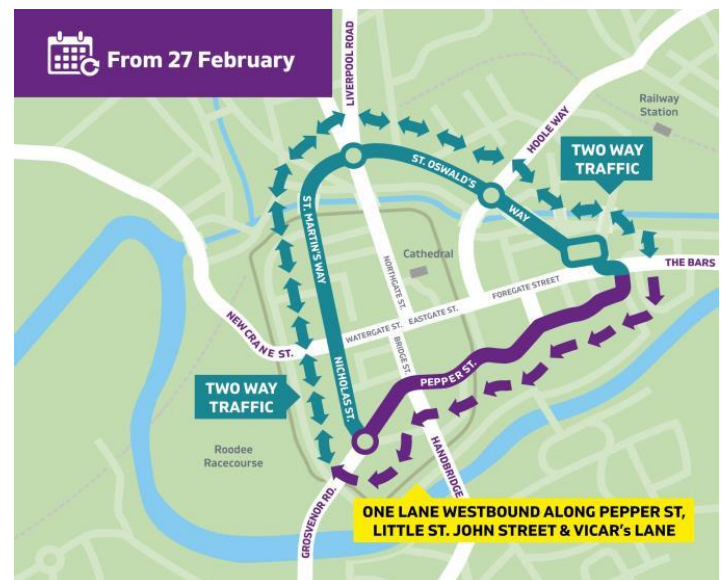 From 27 February
LIVERPOOL ROAD
Railway
Station
HOOLE WAY
TWO WAY
TRAFFIC
ST. OSWALD'S
WAY
ST. MARTIN'S WAY
Cathedral
NORTHGATE ST.
THE BARS
FOREGATE STREET
EASTGATE ST.
WATERGATE ST.
NEW CRANE ST.
BRIDGE ST.
NICHOLAS ST.
PEPPER ST.
TWO WAY
TRAFFIC
Roodee
Racecourse
HANDBRIDGE
GROSVENOR RD.
ONE LANE WESTBOUND ALONG PEPPER ST,
LITTLE ST. JOHN STREET & VICAR's LANE